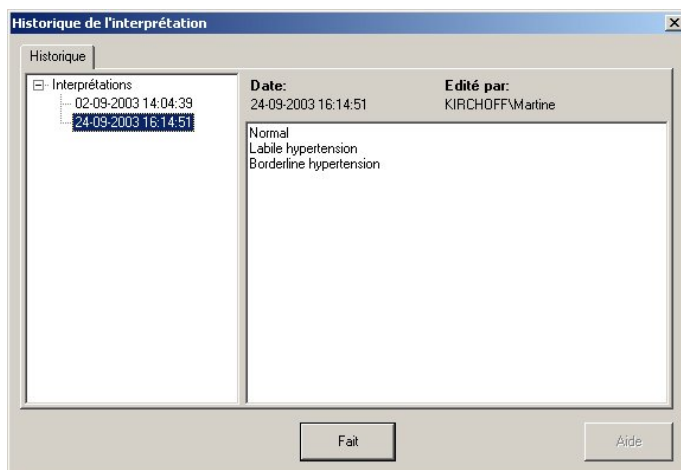 Historique de l'interprétation
Historique
Interprétations
02-09-2003 14:04:39
24-09-2003 16:14:51
Date:
Edité par:
24-09-2003 16:14:51
KIRCHOFF\Martine
Normal
Labile hypertension
Borderline hypertension
Fait
Aide